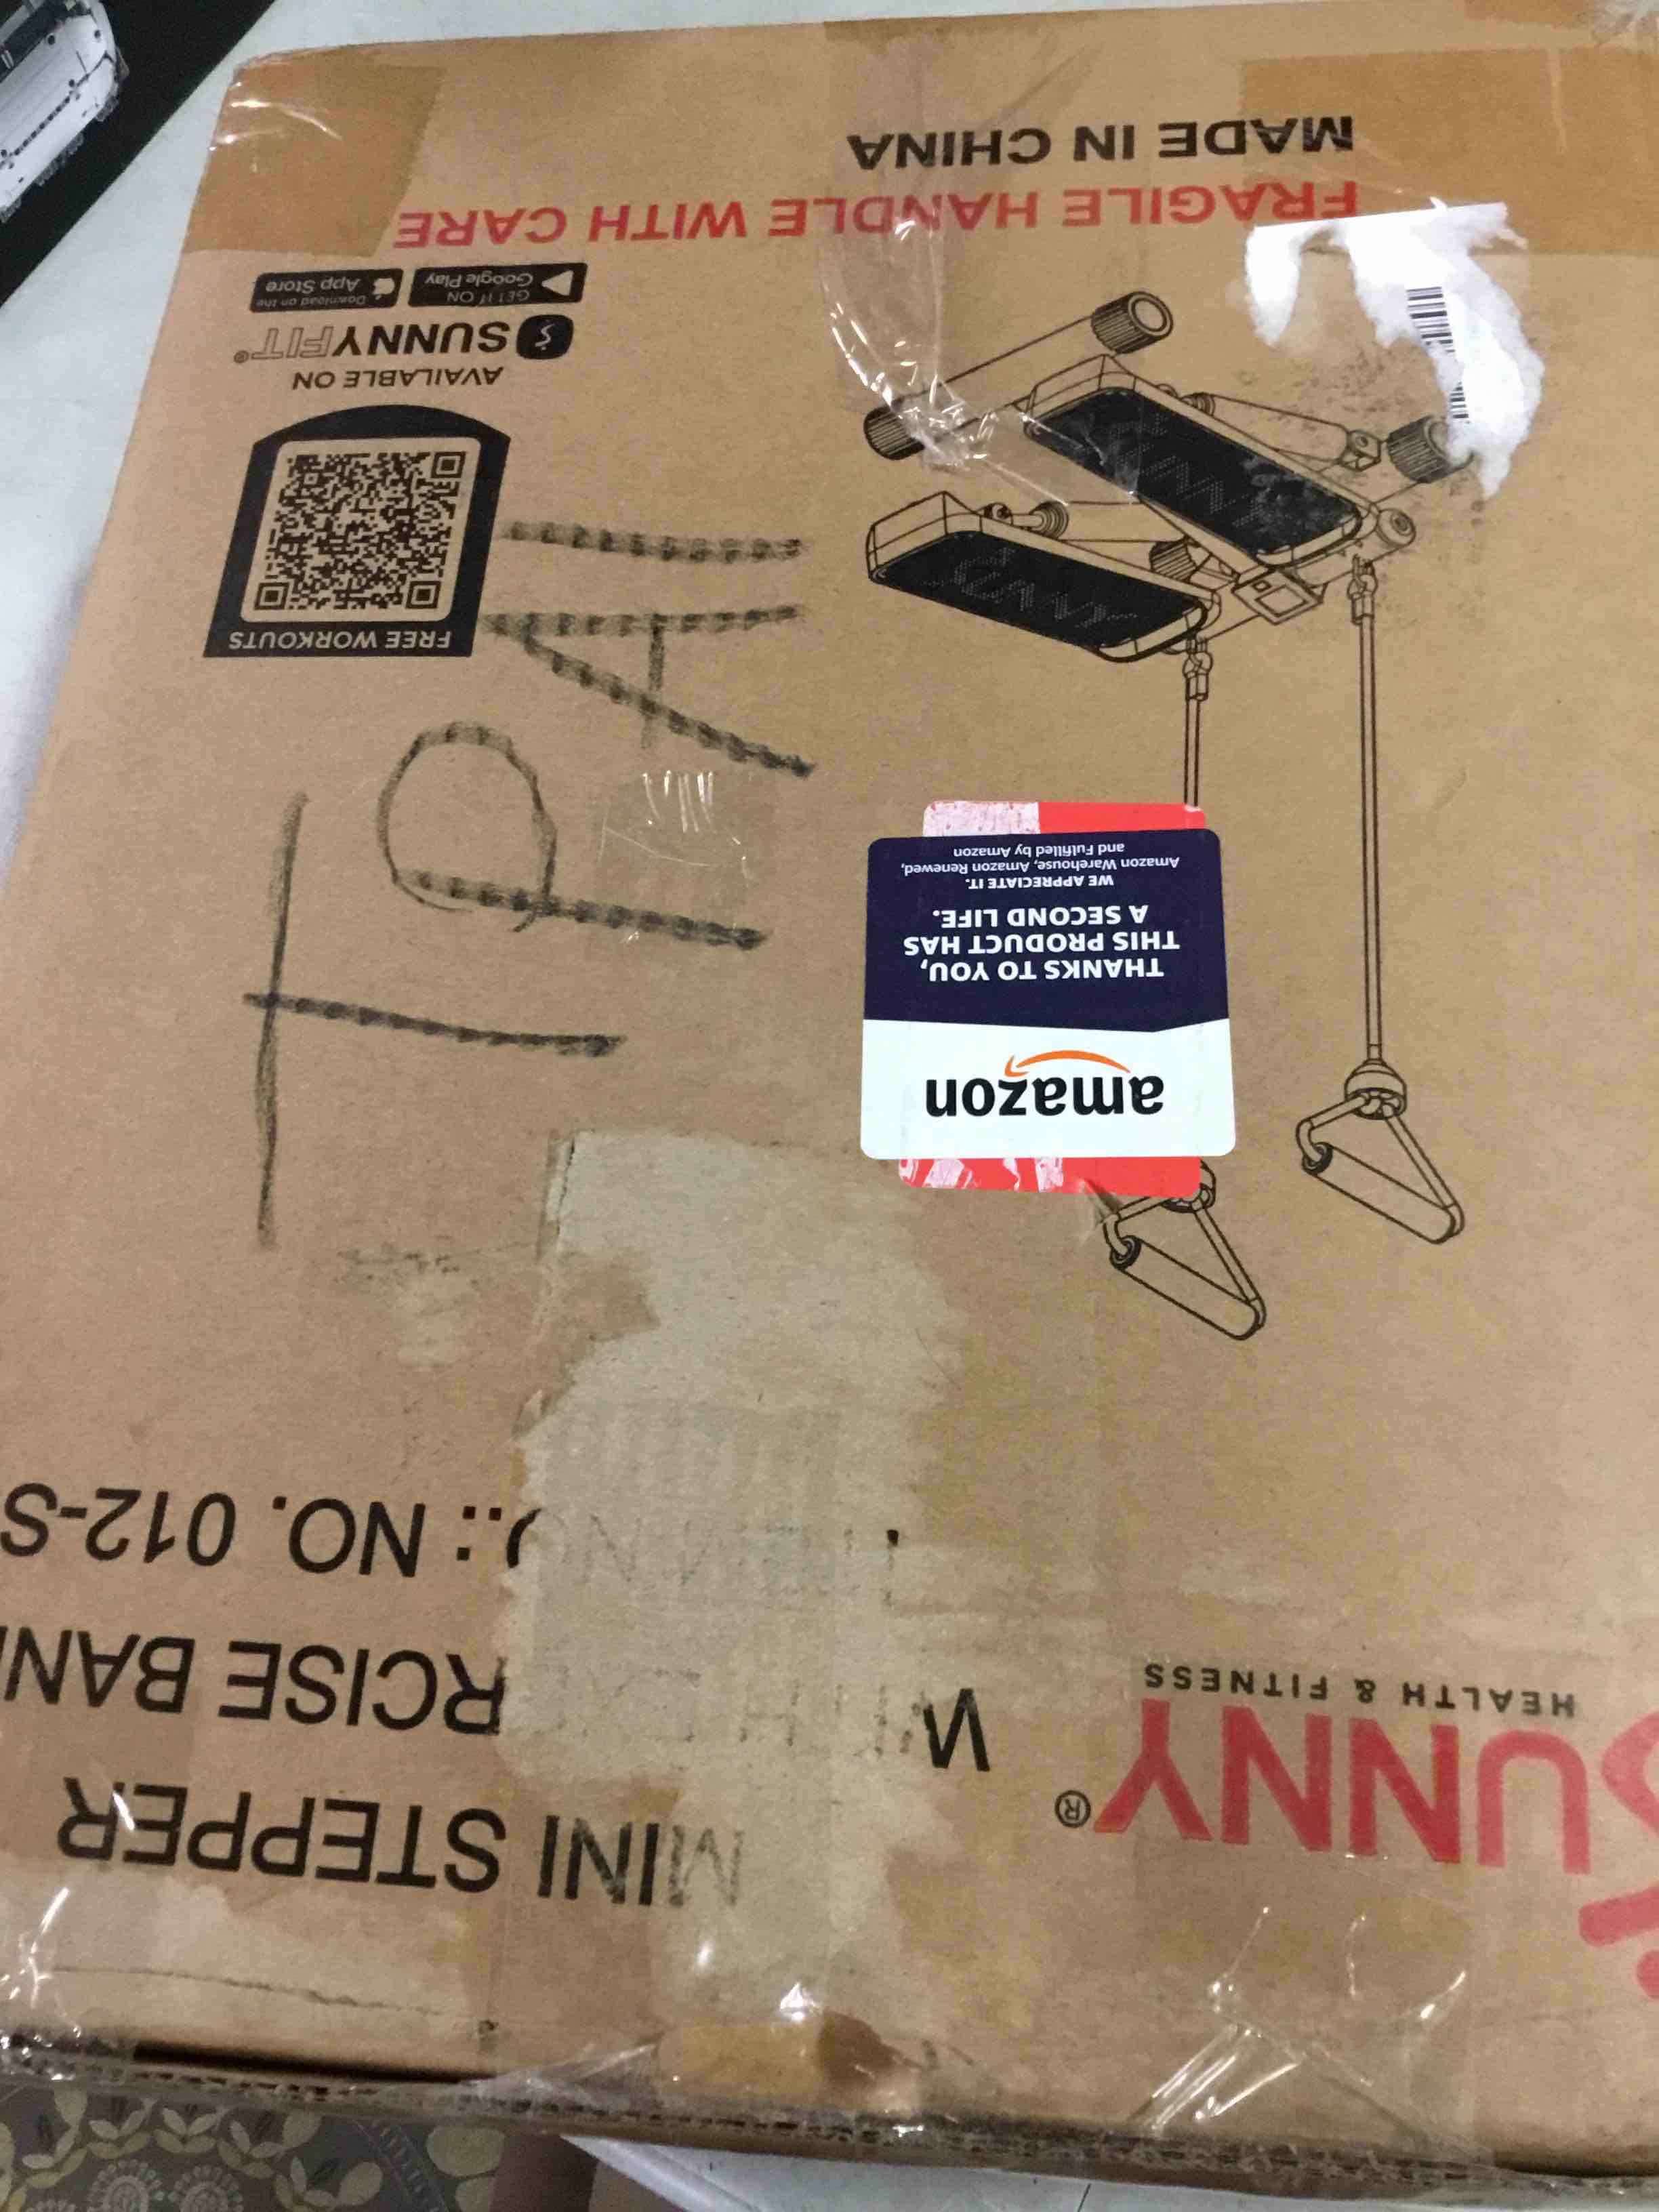 SUNNY®
HEALTH & FITNESS
MINI STEPPER
RCISE BAN
.: NO. 012-S
amazon
THANKS TO YOU,
THIS PRODUCT HAS
A SECOND LIFE.
WE APPRECIATE IT.
Amazon Warehouse, Amazon Renewed,
and Fulfilled by Amazon
FREE WORKOUTS
AVAILABLE ON
SUNNYFIT®
GET IT ON
Google Play
Download on the
App Store
FRAGILE HANDLE WITH CARE
MADE IN CHINA